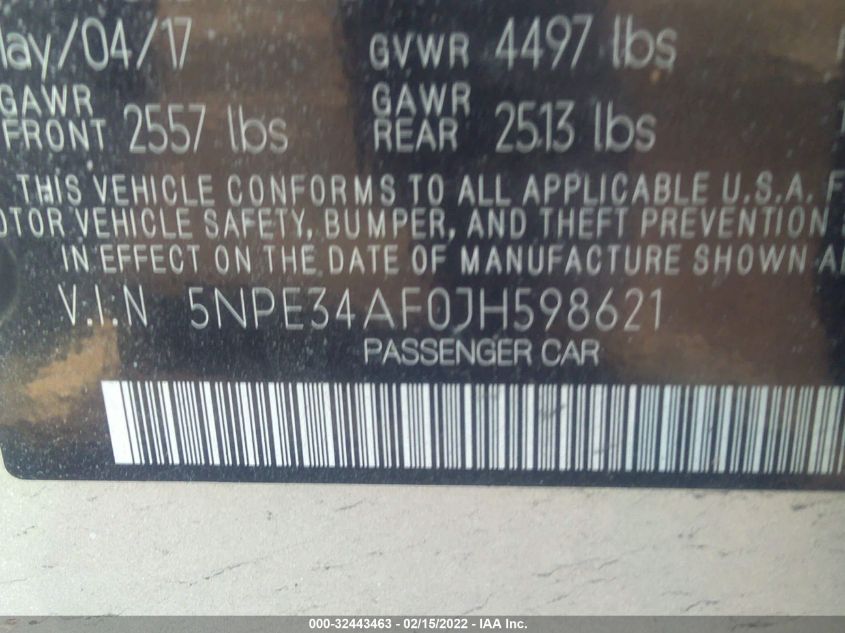 May/04/17 GVWR 4497 lbs
GAWR FRONT 2557 lbs GAWR REAR 2513 lbs
THIS VEHICLE CONFORMS TO ALL APPLICABLE U.S.A. F
OTOR VEHICLE SAFETY, BUMPER, AND THEFT PREVENTION
IN EFFECT ON THE DATE OF MANUFACTURE SHOWN A
V.I.N 5NPE34AF0JH598621
PASSENGER CAR
000-32443463 - 02/15/2022 - IAA Inc.